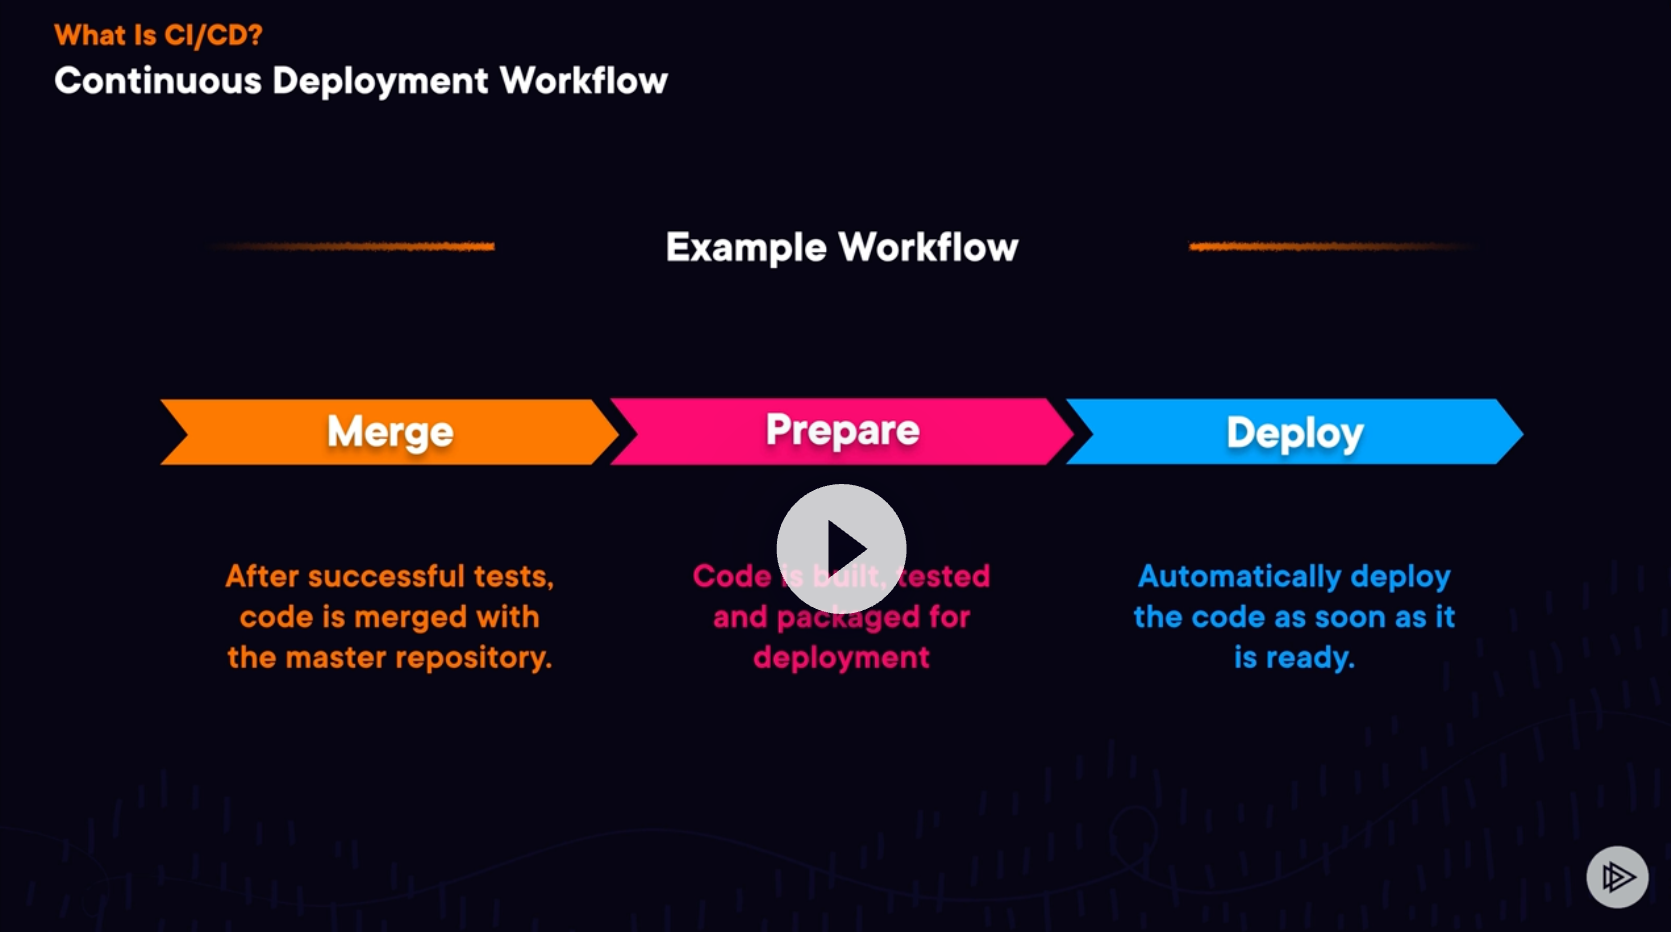 What Is CI/CD?
Continuous Deployment Workflow
Example Workflow
Merge
Prepare
Deploy
After successful tests,
code is merged with
the master repository.
Code is built, tested
and packaged for
deployment
Automatically deploy
the code as soon as it
is ready.